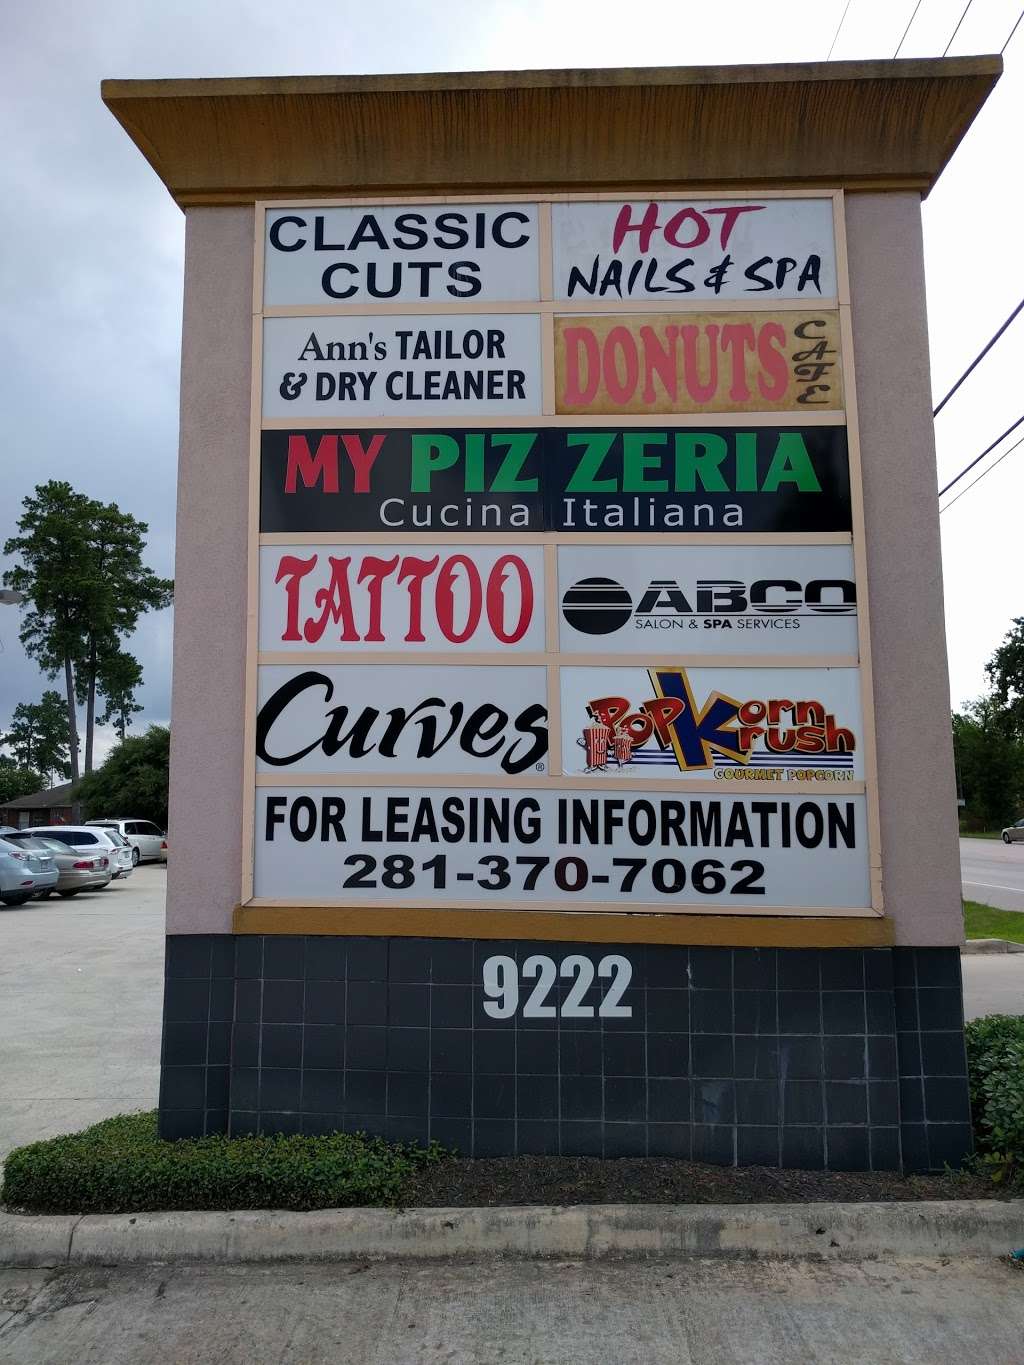 CLASSIC
CUTS
HOT
NAILS & SPA
Ann's TAILOR
& DRY CLEANER
DONUTS
CAFE
MY PIZZERIA
Cucina Italiana
TATTOO
ABCO
SALON & SPA SERVICES
Curves®
PopKorn
Krush
GOURMET POPCORN
FOR LEASING INFORMATION
281-370-7062
9222